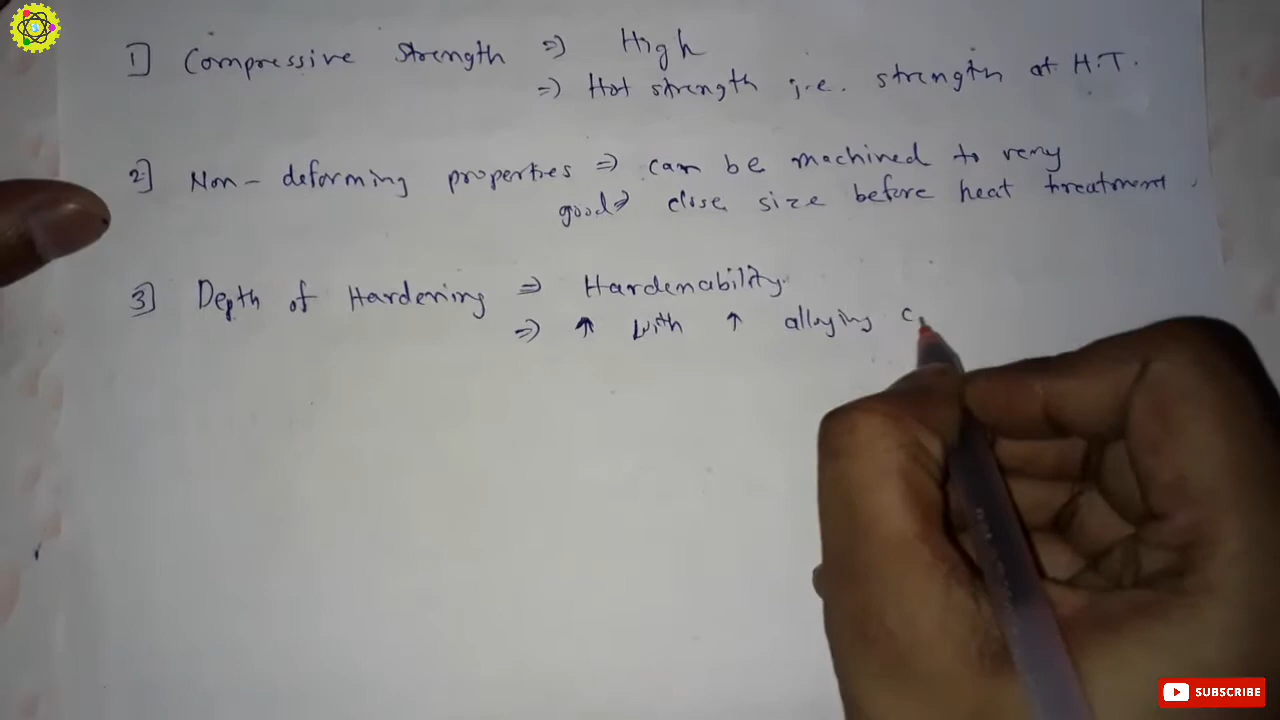 1] Compressive Strength => High
=> Hot strength i.e. strength at H.T.
2] Non-deforming properties => can be machined to very
good => close size before heat treatment.
3] Depth of Hardening => Hardenability.
=> ↑ with ↑ alloying c
SUBSCRIBE